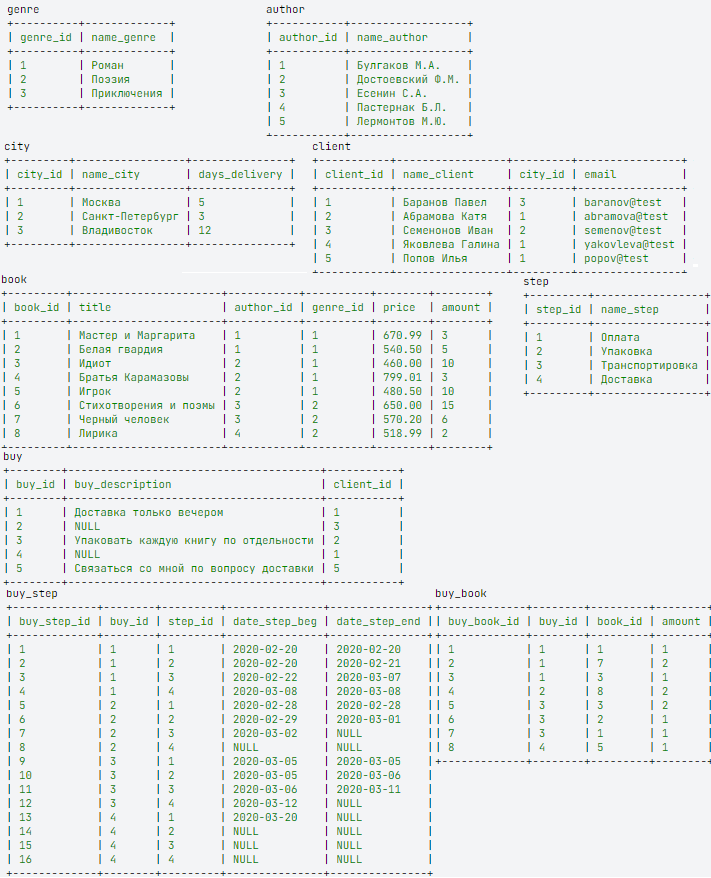 genre
+----------+--------------+
| genre_id | name_genre |
+----------+--------------+
| 1 | Роман |
| 2 | Поэзия |
| 3 | Приключения |
+----------+--------------+
author
+-----------+------------------+
| author_id | name_author |
+-----------+------------------+
| 1 | Булгаков М.А. |
| 2 | Достоевский Ф.М. |
| 3 | Есенин С.А. |
| 4 | Пастернак Б.Л. |
| 5 | Лермонтов М.Ю. |
+-----------+------------------+
city
+---------+-----------------+---------------+
| city_id | name_city | days_delivery |
+---------+-----------------+---------------+
| 1 | Москва | 5 |
| 2 | Санкт-Петербург | 3 |
| 3 | Владивосток | 12 |
+---------+-----------------+---------------+
client
+-----------+-----------------+---------+----------------+
| client_id | name_client | city_id | email |
+-----------+-----------------+---------+----------------+
| 1 | Баранов Павел | 3 | baranov@test |
| 2 | Абрамова Катя | 1 | abramova@test |
| 3 | Семенонов Иван | 2 | semenov@test |
| 4 | Яковлева Галина | 1 | yakovleva@test |
| 5 | Попов Илья | 1 | popov@test |
+-----------+-----------------+---------+----------------+
book
+---------+-----------------------+-----------+----------+--------+--------+
| book_id | title | author_id | genre_id | price | amount |
+---------+-----------------------+-----------+----------+--------+--------+
| 1 | Мастер и Маргарита | 1 | 1 | 670.99 | 3 |
| 2 | Белая гвардия | 1 | 1 | 540.50 | 5 |
| 3 | Идиот | 2 | 1 | 460.00 | 10 |
| 4 | Братья Карамазовы | 2 | 1 | 799.01 | 3 |
| 5 | Игрок | 2 | 1 | 480.50 | 10 |
| 6 | Стихотворения и поэмы | 3 | 2 | 650.00 | 15 |
| 7 | Черный человек | 3 | 2 | 570.20 | 6 |
| 8 | Лирика | 4 | 2 | 518.99 | 2 |
+---------+-----------------------+-----------+----------+--------+--------+
step
+---------+-----------------+
| step_id | name_step |
+---------+-----------------+
| 1 | Оплата |
| 2 | Упаковка |
| 3 | Транспортировка |
| 4 | Доставка |
+---------+-----------------+
buy
+--------+---------------------------------------+-----------+
| buy_id | buy_description | client_id |
+--------+---------------------------------------+-----------+
| 1 | Доставка только вечером | 1 |
| 2 | NULL | 3 |
| 3 | Упаковать каждую книгу по отдельности | 2 |
| 4 | NULL | 1 |
| 5 | Связаться со мной по вопросу доставки | 5 |
+--------+---------------------------------------+-----------+
buy_step
+-------------+--------+---------+---------------+---------------+
| buy_step_id | buy_id | step_id | date_step_beg | date_step_end |
+-------------+--------+---------+---------------+---------------+
| 1 | 1 | 1 | 2020-02-20 | 2020-02-20 |
| 2 | 1 | 2 | 2020-02-20 | 2020-02-21 |
| 3 | 1 | 3 | 2020-02-22 | 2020-03-07 |
| 4 | 1 | 4 | 2020-03-08 | 2020-03-08 |
| 5 | 2 | 1 | 2020-02-28 | 2020-02-28 |
| 6 | 2 | 2 | 2020-02-29 | 2020-03-01 |
| 7 | 2 | 3 | 2020-03-02 | NULL |
| 8 | 2 | 4 | NULL | NULL |
| 9 | 3 | 1 | 2020-03-05 | 2020-03-05 |
| 10 | 3 | 2 | 2020-03-05 | 2020-03-06 |
| 11 | 3 | 3 | 2020-03-06 | 2020-03-11 |
| 12 | 3 | 4 | 2020-03-12 | NULL |
| 13 | 4 | 1 | 2020-03-20 | NULL |
| 14 | 4 | 2 | NULL | NULL |
| 15 | 4 | 3 | NULL | NULL |
| 16 | 4 | 4 | NULL | NULL |
+-------------+--------+---------+---------------+---------------+
buy_book
+-------------+--------+---------+--------+
| buy_book_id | buy_id | book_id | amount |
+-------------+--------+---------+--------+
| 1 | 1 | 1 | 1 |
| 2 | 1 | 7 | 2 |
| 3 | 1 | 3 | 1 |
| 4 | 2 | 8 | 2 |
| 5 | 3 | 3 | 2 |
| 6 | 3 | 2 | 1 |
| 7 | 3 | 1 | 1 |
| 8 | 4 | 5 | 1 |
+-------------+--------+---------+--------+